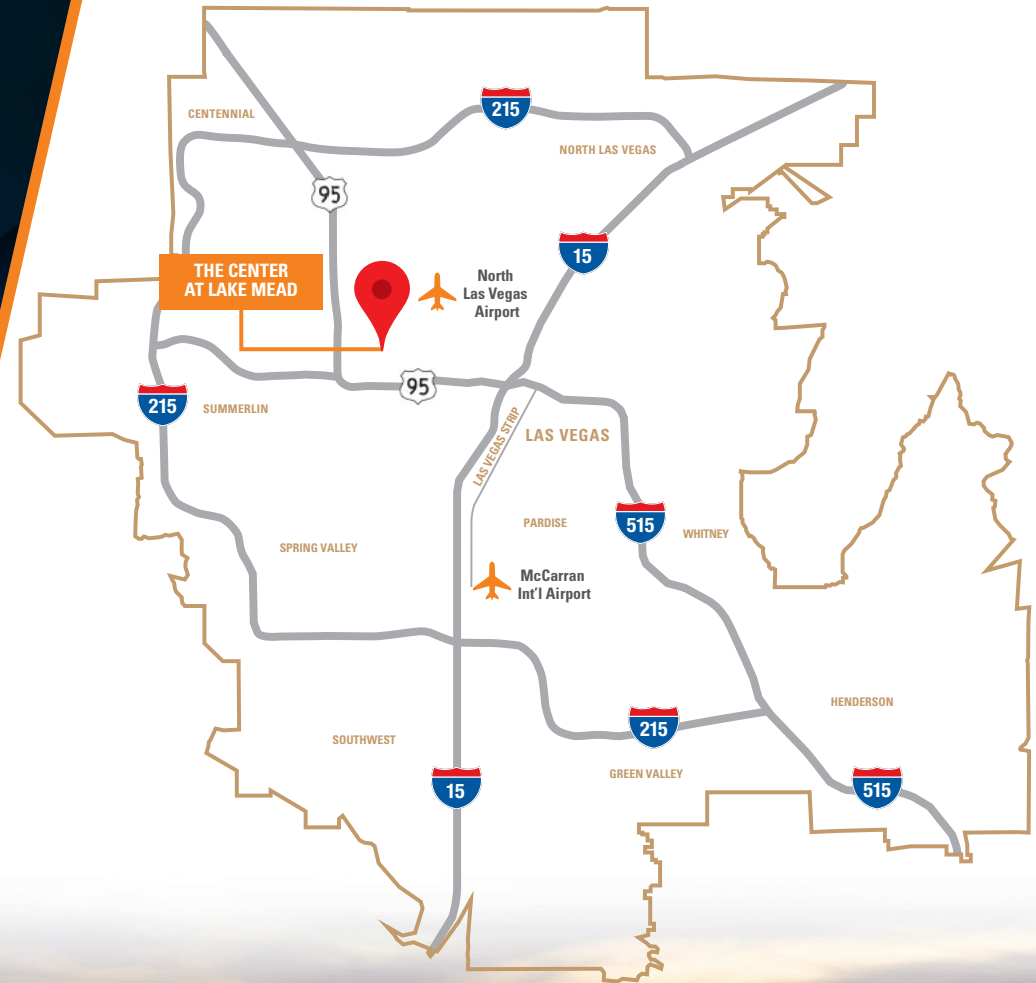 CENTENNIAL
215
NORTH LAS VEGAS
95
15
THE CENTER
AT LAKE MEAD
North
Las Vegas
Airport
95
215
SUMMERLIN
LAS VEGAS STRIP
LAS VEGAS
515
PARDISE
WHITNEY
SPRING VALLEY
McCarran
Int'l Airport
HENDERSON
215
SOUTHWEST
GREEN VALLEY
15
515